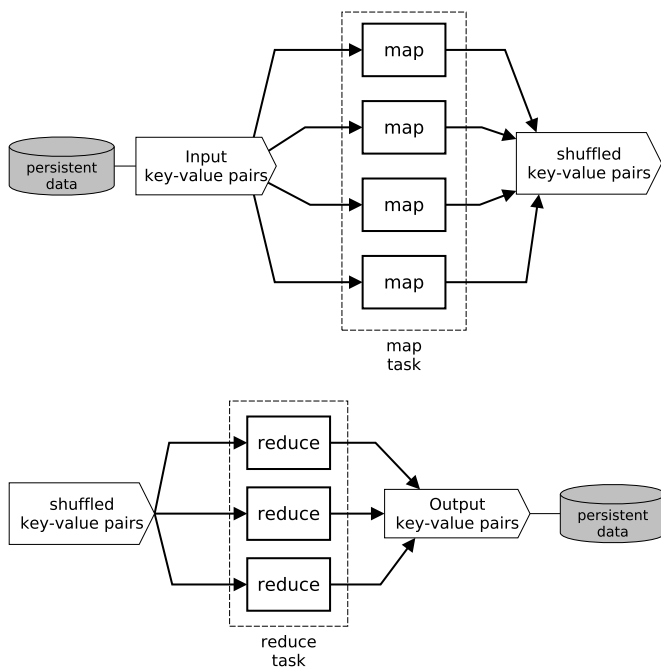 map
map
map
map
persistent
data
Input
key-value pairs
shuffled
key-value pairs
map
task
reduce
reduce
reduce
shuffled
key-value pairs
Output
key-value pairs
persistent
data
reduce
task